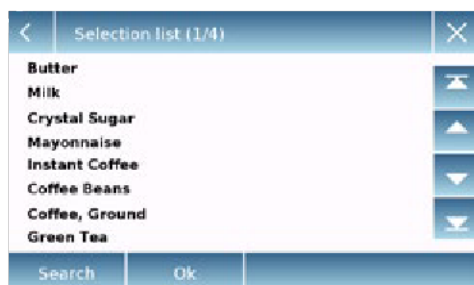 Selection list (1/4)
Butter
Milk
Crystal Sugar
Mayonnaise
Instant Coffee
Coffee Beans
Coffee, Ground
Green Tea
Search Ok